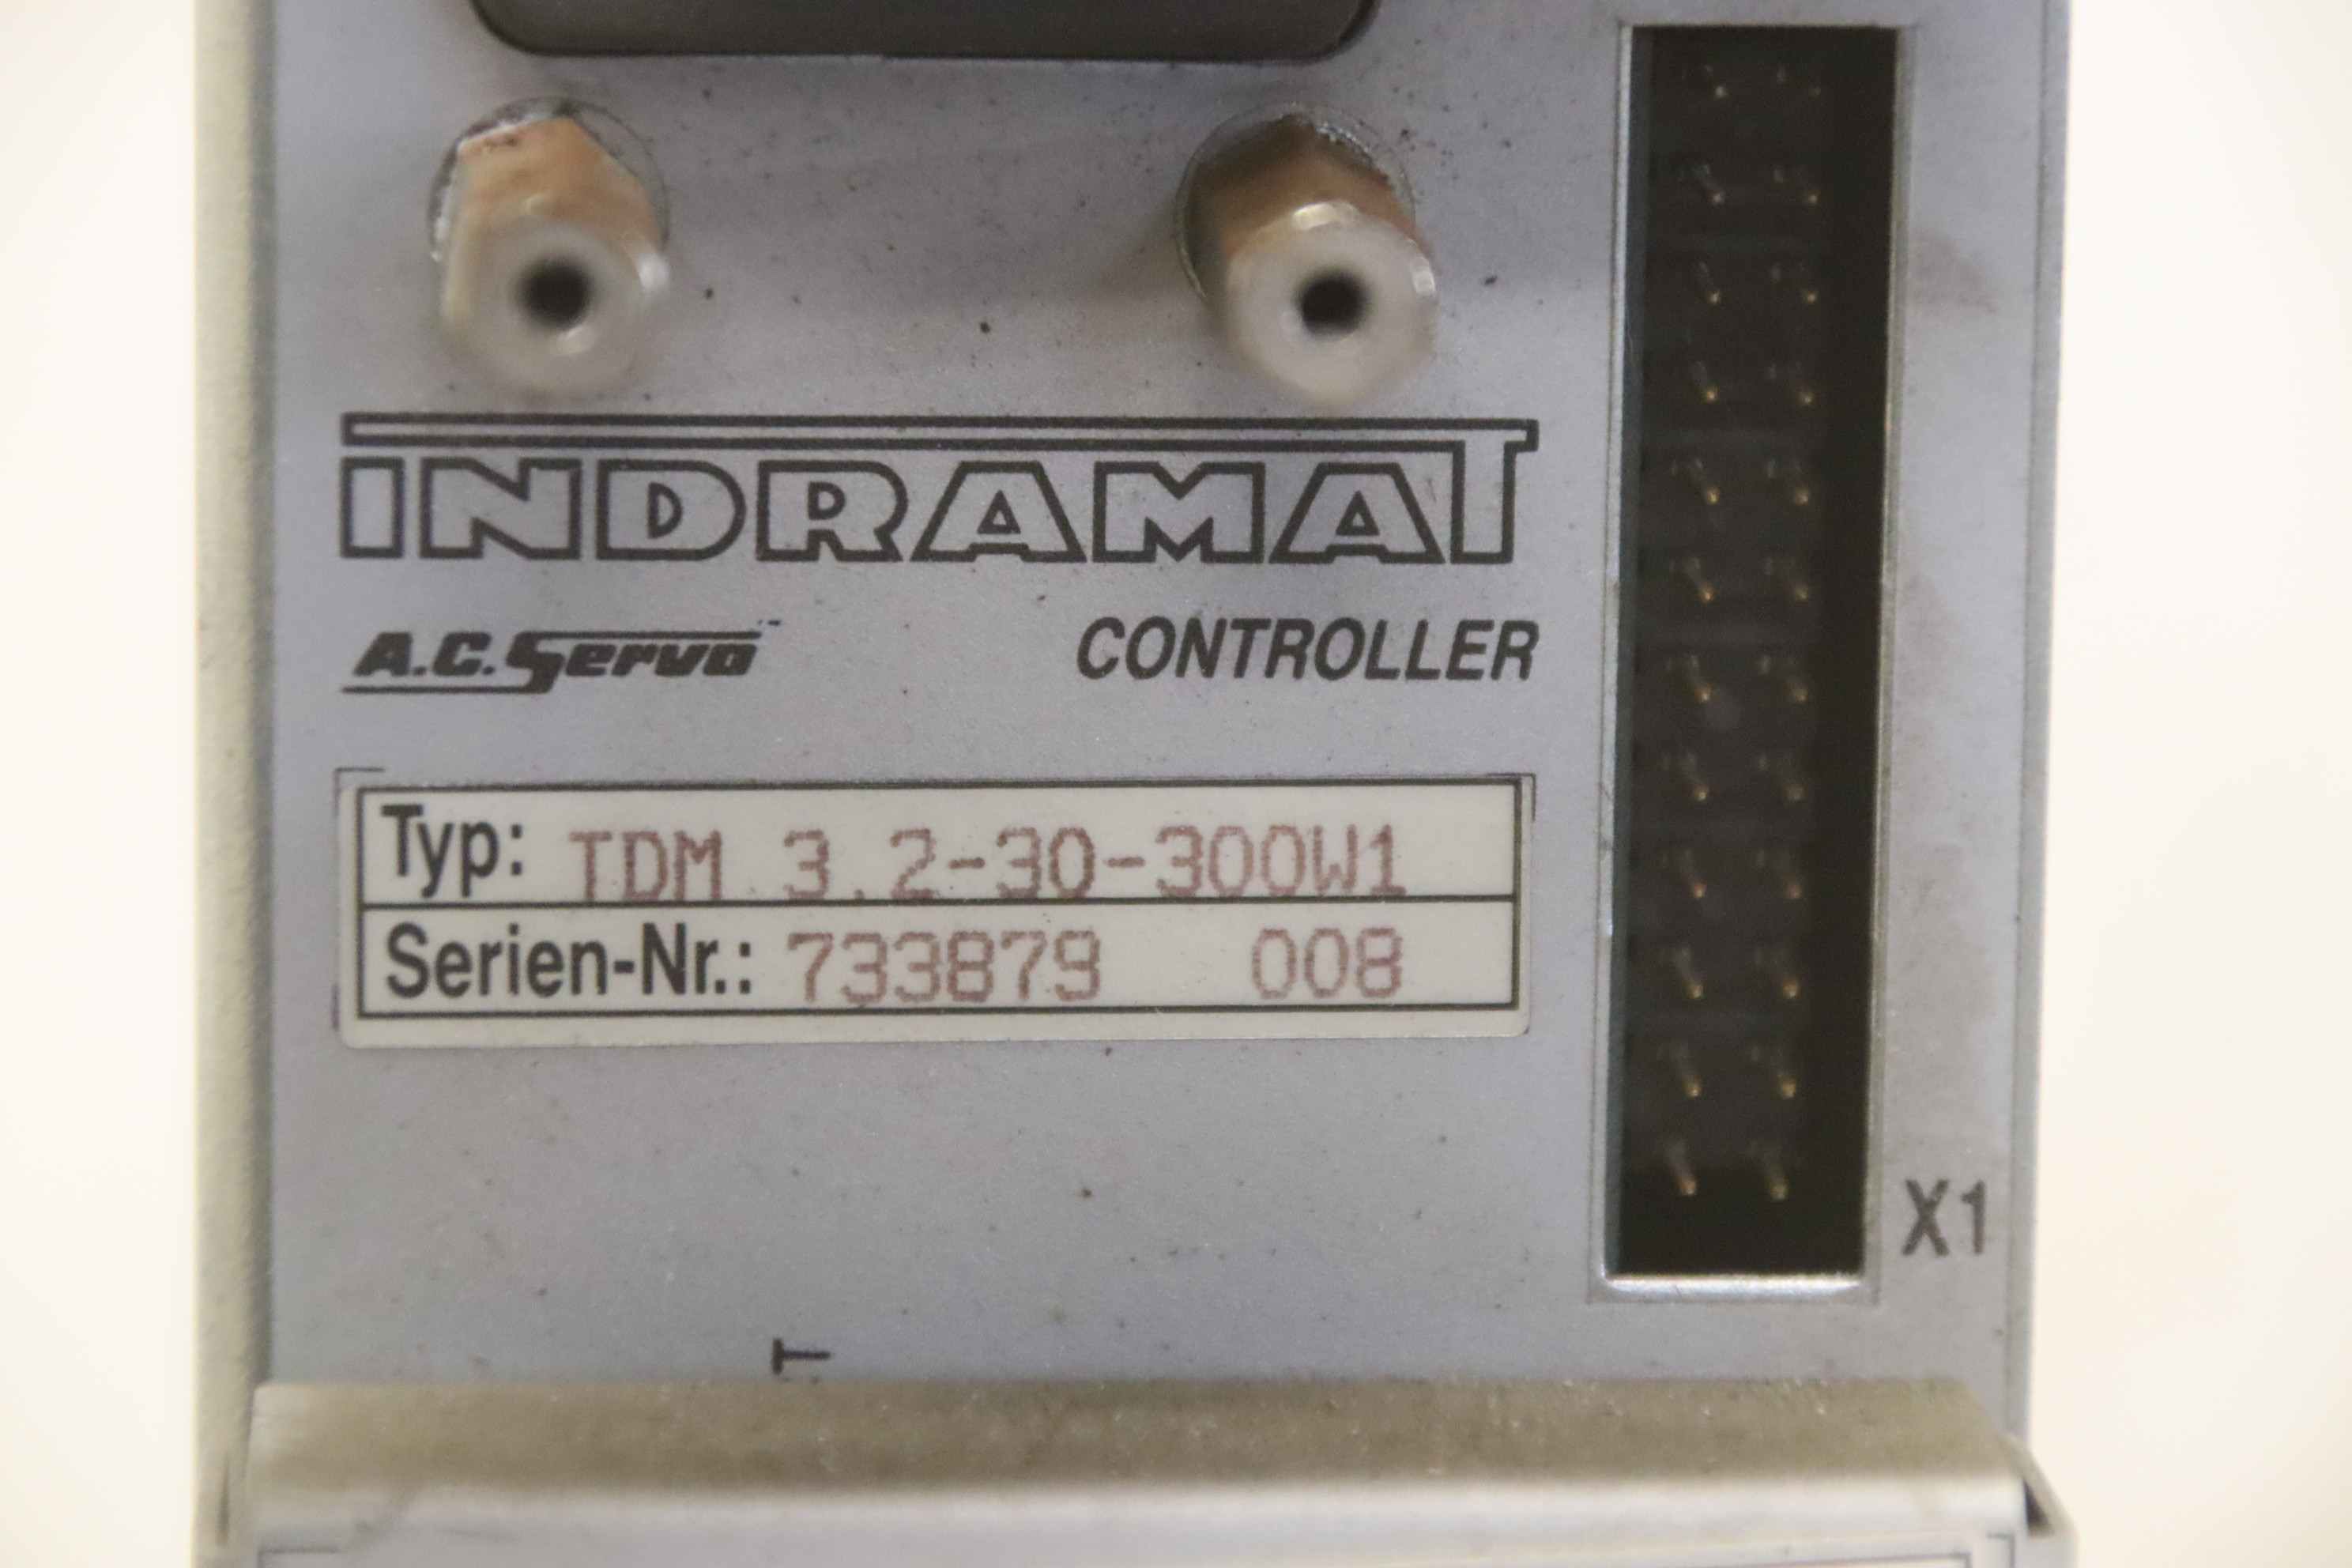 INDRAMAT
A.C. Servo CONTROLLER
Typ: TDM 3.2-30-300W1
Serien-Nr.: 733879 008
X1
T